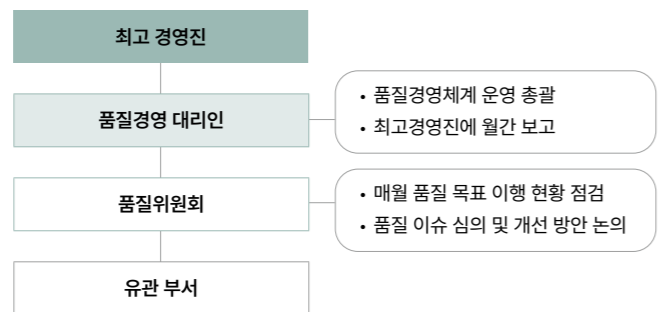 최고 경영진
품질경영 대리인
• 품질경영체계 운영 총괄
• 최고경영진에 월간 보고
품질위원회
• 매월 품질 목표 이행 현황 점검
• 품질 이슈 심의 및 개선 방안 논의
유관 부서